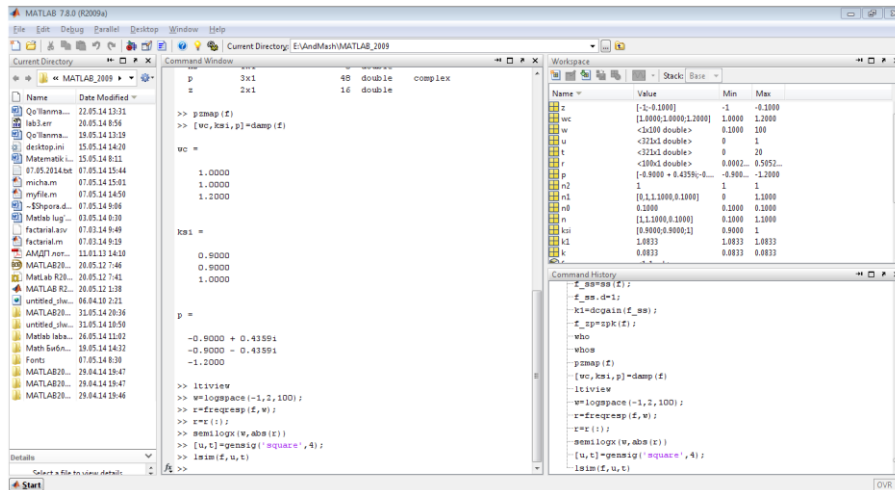 MATLAB 7.8.0 (R2009a)
File Edit Debug Parallel Desktop Window Help
Current Directory: E:\AndMash\MATLAB_2009
Current Directory
« MATLAB_2009
Name Date Modified
Qo'llanma... 22.05.14 13:31
lab3.err 20.05.14 8:56
Qo'llanma... 19.05.14 13:19
desktop.ini 15.05.14 14:20
Matematik i... 15.05.14 8:11
07.05.2014.txt 07.05.14 15:44
micha.m 07.05.14 15:01
myfile.m 07.05.14 14:50
~$Shpora.d... 07.05.14 9:06
Matlab lug'... 03.05.14 0:30
factarial.asv 07.03.14 9:49
factarial.m 07.03.14 9:19
АМДП лот... 11.01.13 14:10
MATLAB20... 20.05.12 7:46
MatLab R20... 20.05.12 7:41
MATLAB R2... 20.05.12 1:38
untitled_slw... 06.04.10 2:21
MATLAB20... 31.05.14 20:36
untitled_slw... 31.05.14 10:50
Matlab laba... 26.05.14 11:02
Math Библ... 19.05.14 14:32
Fonts 07.05.14 8:30
MATLAB20... 29.04.14 19:47
MATLAB20... 29.04.14 19:47
MATLAB20... 29.04.14 19:46
Details
Select a file to view details
Command Window
p 3x1 48 double complex
z 2x1 16 double
>> pzmap(f)
>> [wc,ksi,p]=damp(f)
wc =
1.0000
1.0000
1.2000
ksi =
0.9000
0.9000
1.0000
p =
-0.9000 + 0.4359i
-0.9000 - 0.4359i
-1.2000
>> ltiview
>> w=logspace(-1,2,100);
>> r=freqresp(f,w);
>> r=r(:);
>> semilogx(w,abs(r))
>> [u,t]=gensig('square',4);
>> lsim(f,u,t)
fx >>
Workspace
Stack: Base
Name Value Min Max
z [-1;-0.1000] -1 -0.1000
wc [1.0000;1.0000;1.2000] 1.0000 1.2000
w <1x100 double> 0.1000 100
u <321x1 double> 0 1
t <321x1 double> 0 20
r <100x1 double> 0.0002... 0.5052...
p [-0.9000 + 0.4359i;-0.... -0.900... -1.2000
n2 1 1 1
n1 [0,1,1.1000,0.1000] 0 1.1000
n0 0.1000 0.1000 0.1000
n [1,1.1000,0.1000] 0.1000 1.1000
ksi [0.9000;0.9000;1] 0.9000 1
k1 1.0833 1.0833 1.0833
k 0.0833 0.0833 0.0833
Command History
f_ss=ss(f);
f_ss.d=1;
k1=dcgain(f_ss);
f_zp=zpk(f);
who
whos
pzmap(f)
[wc,ksi,p]=damp(f)
ltiview
w=logspace(-1,2,100);
r=freqresp(f,w);
r=r(:);
semilogx(w,abs(r))
[u,t]=gensig('square',4);
lsim(f,u,t)
Start
OVR